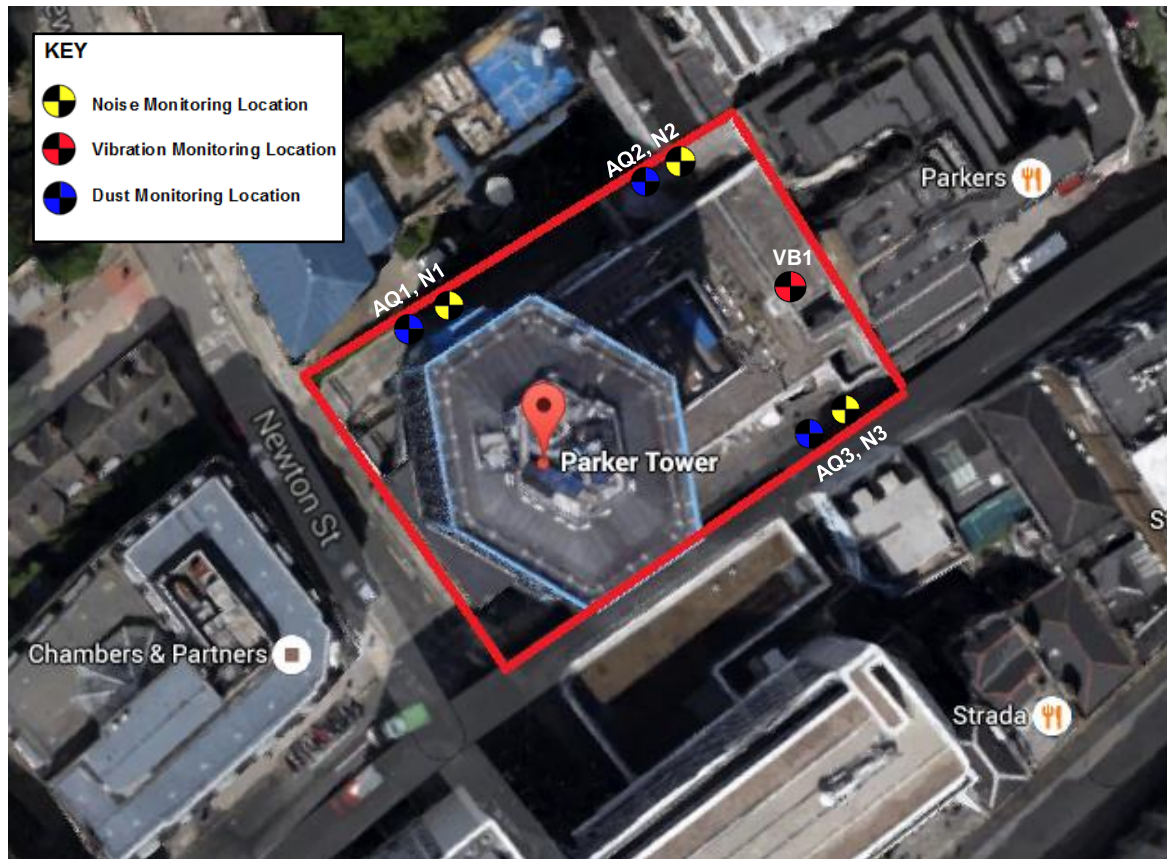 KEY
Noise Monitoring Location
Vibration Monitoring Location
Dust Monitoring Location
AQ2, N2
Parkers
VB1
AQ1, N1
Newton St
Parker Tower
AQ3, N3
S
Chambers & Partners
Strada